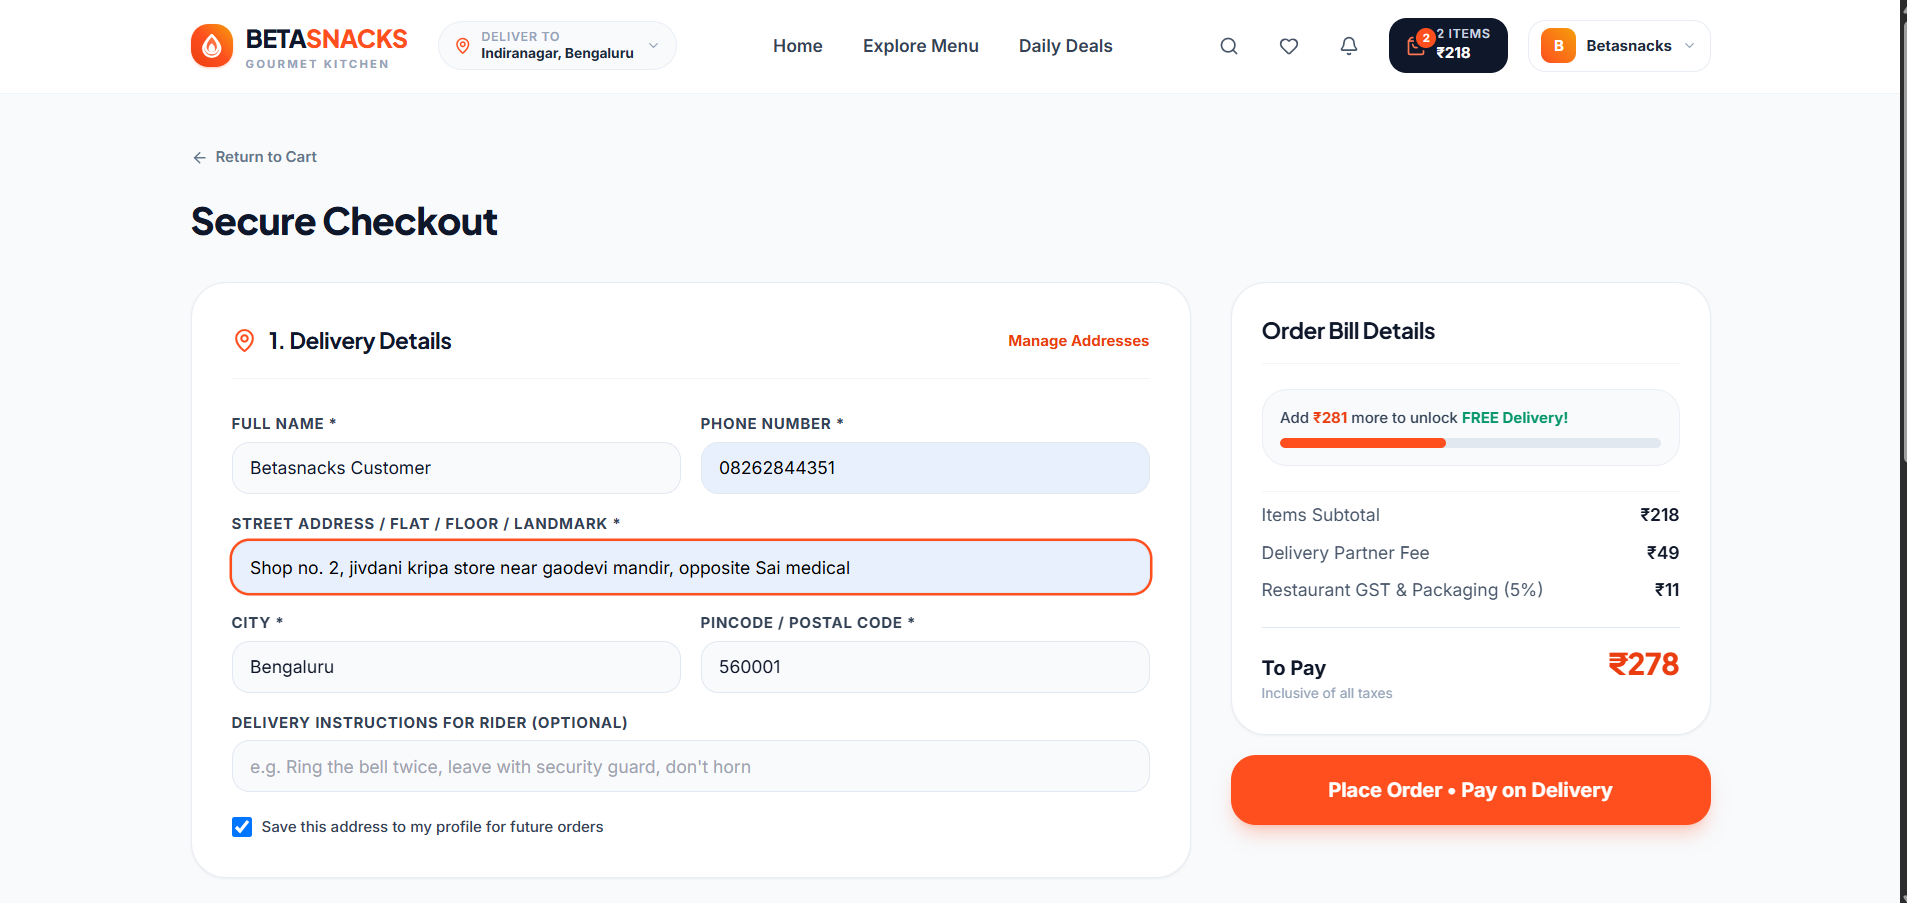 BETASNACKS
GOURMET KITCHEN
DELIVER TO
Indiranagar, Bengaluru
Home
Explore Menu
Daily Deals
2
2 ITEMS
₹218
B
Betasnacks
Return to Cart
Secure Checkout
1. Delivery Details
Manage Addresses
FULL NAME *
PHONE NUMBER *
Betasnacks Customer
08262844351
STREET ADDRESS / FLAT / FLOOR / LANDMARK *
Shop no. 2, jivdani kripa store near gaodevi mandir, opposite Sai medical
CITY *
PINCODE / POSTAL CODE *
Bengaluru
560001
DELIVERY INSTRUCTIONS FOR RIDER (OPTIONAL)
e.g. Ring the bell twice, leave with security guard, don't horn
Save this address to my profile for future orders
Order Bill Details
Add ₹281 more to unlock FREE Delivery!
Items Subtotal ₹218
Delivery Partner Fee ₹49
Restaurant GST & Packaging (5%) ₹11
To Pay ₹278
Inclusive of all taxes
Place Order • Pay on Delivery